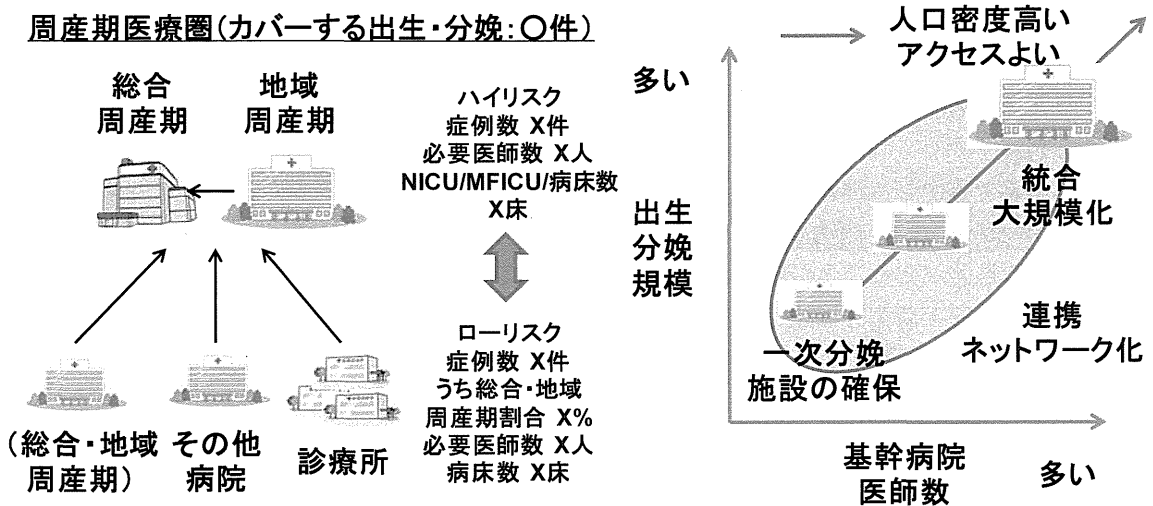 周産期医療圏(カバーする出生・分娩:〇件)
総合
周産期
地域
周産期
ハイリスク
症例数 X件
必要医師数 X人
NICU/MFICU/病床数
X床
ローリスク
症例数 X件
うち総合・地域
周産期割合 X%
必要医師数 X人
病床数 X床
(総合・地域
周産期)
その他
病院
診療所
人口密度高い
アクセスよい
多い
出生
分娩
規模
統合
大規模化
連携
ネットワーク化
一次分娩
施設の確保
基幹病院
医師数
多い